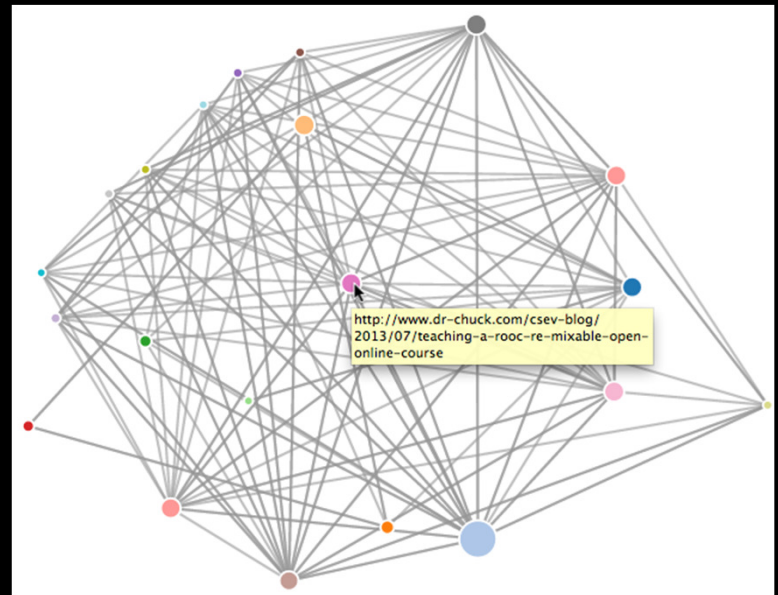 http://www.dr-chuck.com/csev-blog/
2013/07/teaching-a-rooc-re-mixable-open-
online-course